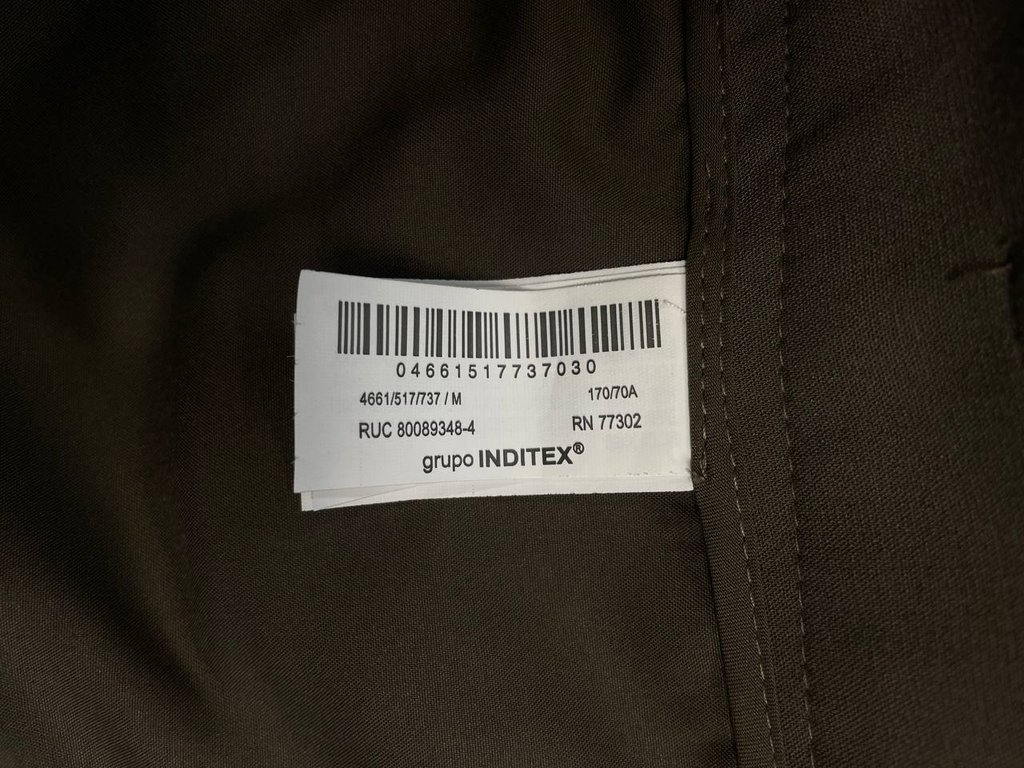 04661517737030
4661/517/737 / M 170/70A
RUC 80089348-4 RN 77302
grupo INDITEX®